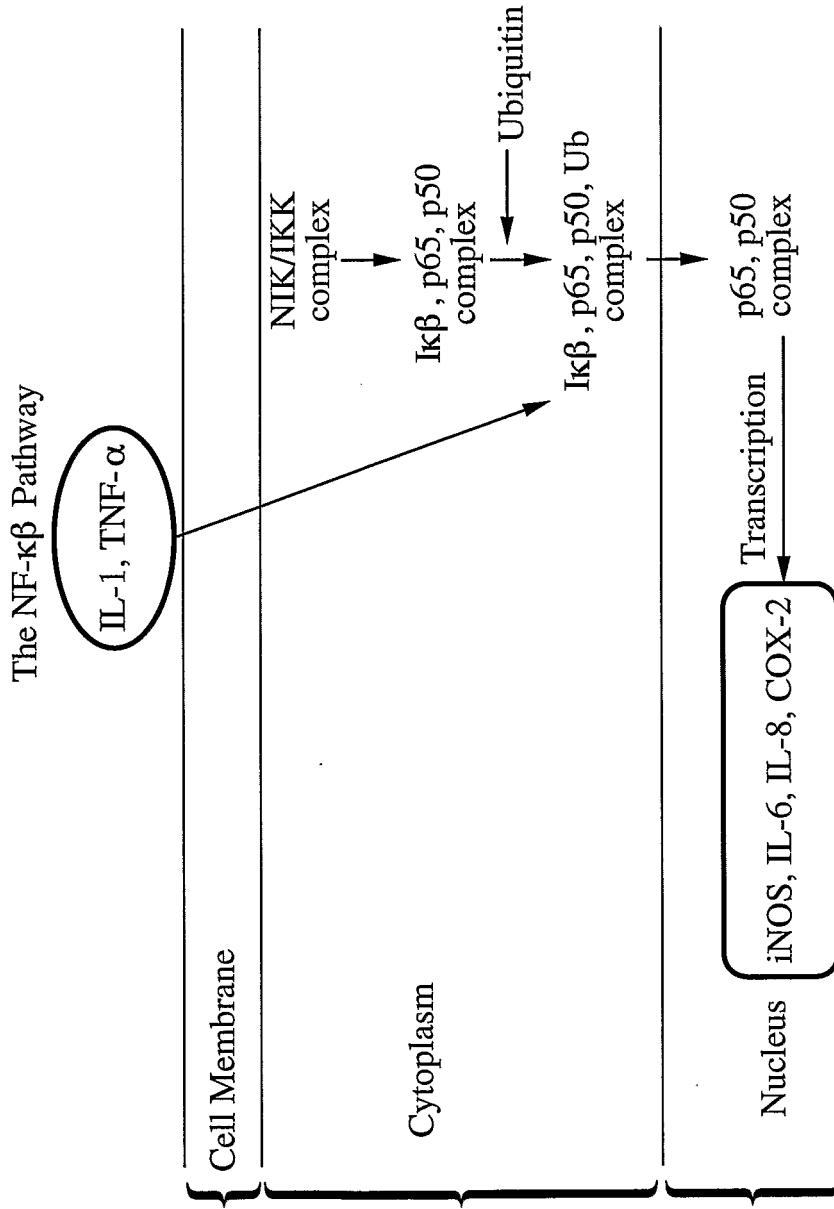 The NF-κβ Pathway
IL-1, TNF-α
Cell Membrane
Cytoplasm
NIK/IKK
complex
Iκβ, p65, p50
complex
Ubiquitin
Iκβ, p65, p50, Ub
complex
Nucleus
iNOS, IL-6, IL-8, COX-2
Transcription
p65, p50
complex